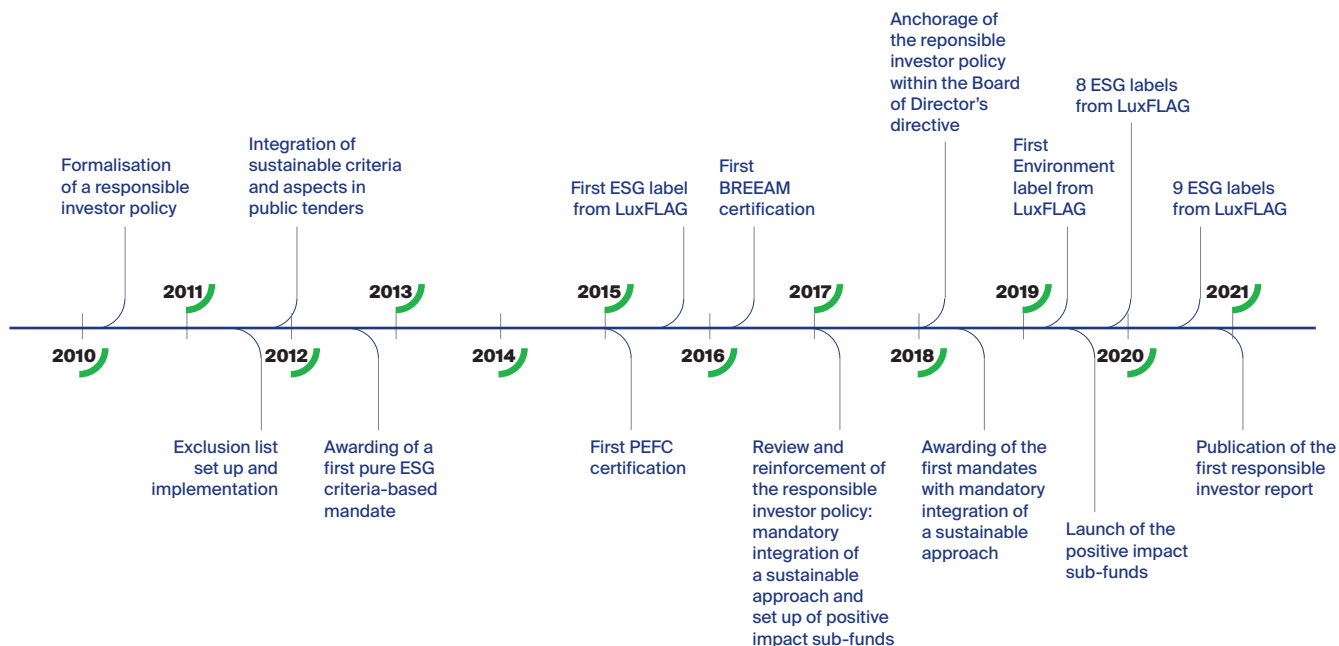 Anchorage of
the reponsible
investor policy
within the Board
of Director’s
directive
8 ESG labels
from LuxFLAG
Formalisation
of a responsible
investor policy
Integration of
sustainable criteria
and aspects in
public tenders
First ESG label
from LuxFLAG
First
BREEAM
certification
First
Environment
label from
LuxFLAG
9 ESG labels
from LuxFLAG
2011
2013
2015
2017
2019
2021
2010
2012
2014
2016
2018
2020
Exclusion list
set up and
implementation
Awarding of a
first pure ESG
criteria-based
mandate
First PEFC
certification
Review and
reinforcement of
the responsible
investor policy:
mandatory
integration of
a sustainable
approach and
set up of positive
impact sub-funds
Awarding of the
first mandates
with mandatory
integration of
a sustainable
approach
Launch of the
positive impact
sub-funds
Publication of the
first responsible
investor report